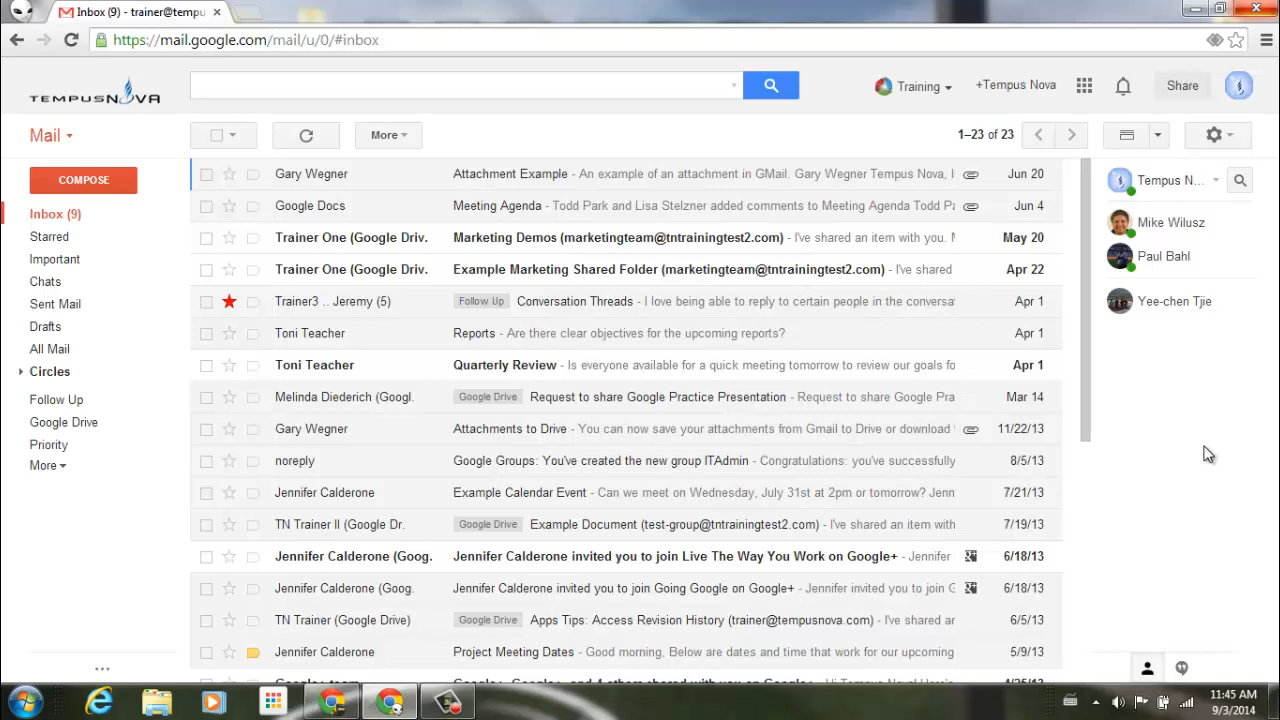 Inbox (9) - trainer@tempu
https://mail.google.com/mail/u/0/#inbox
TEMPUSNOVA
Training
+Tempus Nova
Share
Mail
More
1–23 of 23
COMPOSE
Inbox (9)
Starred
Important
Chats
Sent Mail
Drafts
All Mail
Circles
Follow Up
Google Drive
Priority
More
Gary Wegner Attachment Example - An example of an attachment in GMail. Gary Wegner Tempus Nova, I Jun 20
Google Docs Meeting Agenda - Todd Park and Lisa Stelzner added comments to Meeting Agenda Todd Pa Jun 4
Trainer One (Google Driv. Marketing Demos (marketingteam@tntrainingtest2.com) - I've shared an item with you. May 20
Trainer One (Google Driv. Example Marketing Shared Folder (marketingteam@tntrainingtest2.com) - I've shared Apr 22
Trainer3 .. Jeremy (5) Follow Up Conversation Threads - I love being able to reply to certain people in the conversa Apr 1
Toni Teacher Reports - Are there clear objectives for the upcoming reports? Apr 1
Toni Teacher Quarterly Review - Is everyone available for a quick meeting tomorrow to review our goals fo Apr 1
Melinda Diederich (Googl. Google Drive Request to share Google Practice Presentation - Request to share Google Pra Mar 14
Gary Wegner Attachments to Drive - You can now save your attachments from Gmail to Drive or download 11/22/13
noreply Google Groups: You've created the new group ITAdmin - Congratulations: you've successfully 8/5/13
Jennifer Calderone Example Calendar Event - Can we meet on Wednesday, July 31st at 2pm or tomorrow? Jenn 7/21/13
TN Trainer II (Google Dr. Google Drive Example Document (test-group@tntrainingtest2.com) - I've shared an item with 7/19/13
Jennifer Calderone (Goog. Jennifer Calderone invited you to join Live The Way You Work on Google+ - Jennifer 6/18/13
Jennifer Calderone (Goog. Jennifer Calderone invited you to join Going Google on Google+ - Jennifer invited you to join G 6/18/13
TN Trainer (Google Drive) Google Drive Apps Tips: Access Revision History (trainer@tempusnova.com) - I've shared an 6/5/13
Jennifer Calderone Project Meeting Dates - Good morning, Below are dates and time that work for our upcoming 5/9/13
Tempus N...
Mike Wilusz
Paul Bahl
Yee-chen Tjie
11:45 AM
9/3/2014